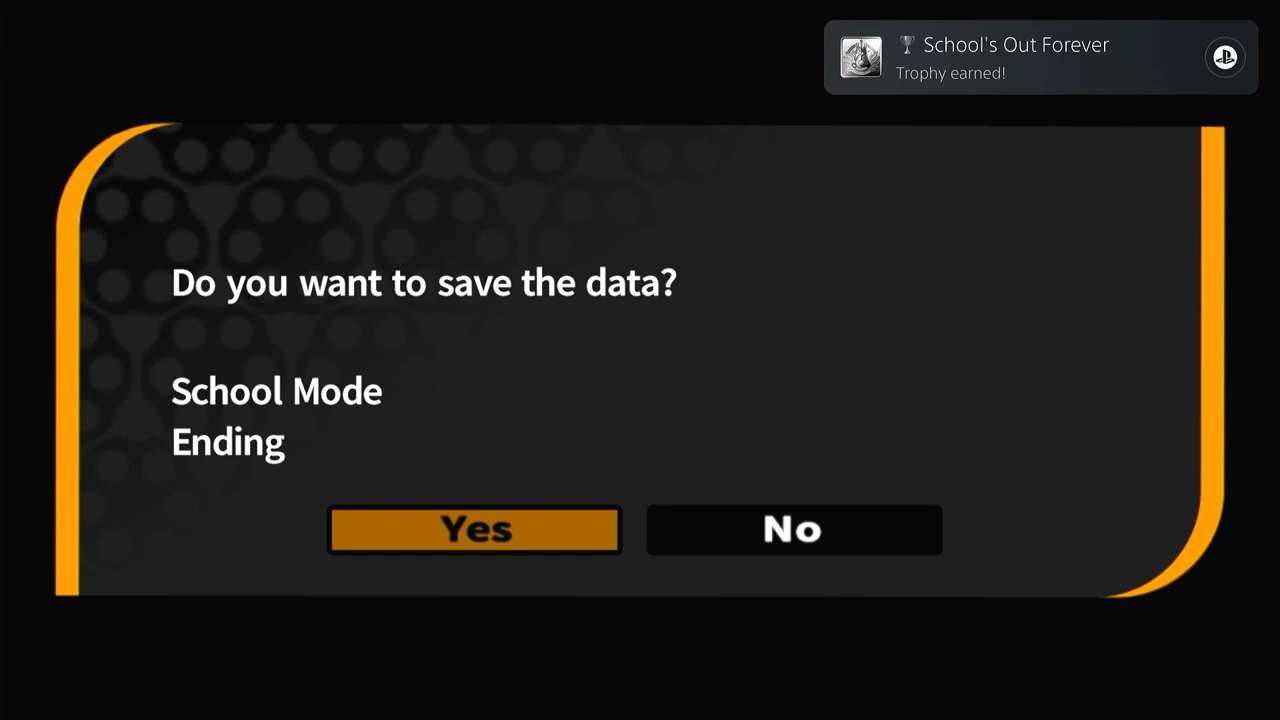 School's Out Forever
Trophy earned!
Do you want to save the data?
School Mode
Ending
Yes
No